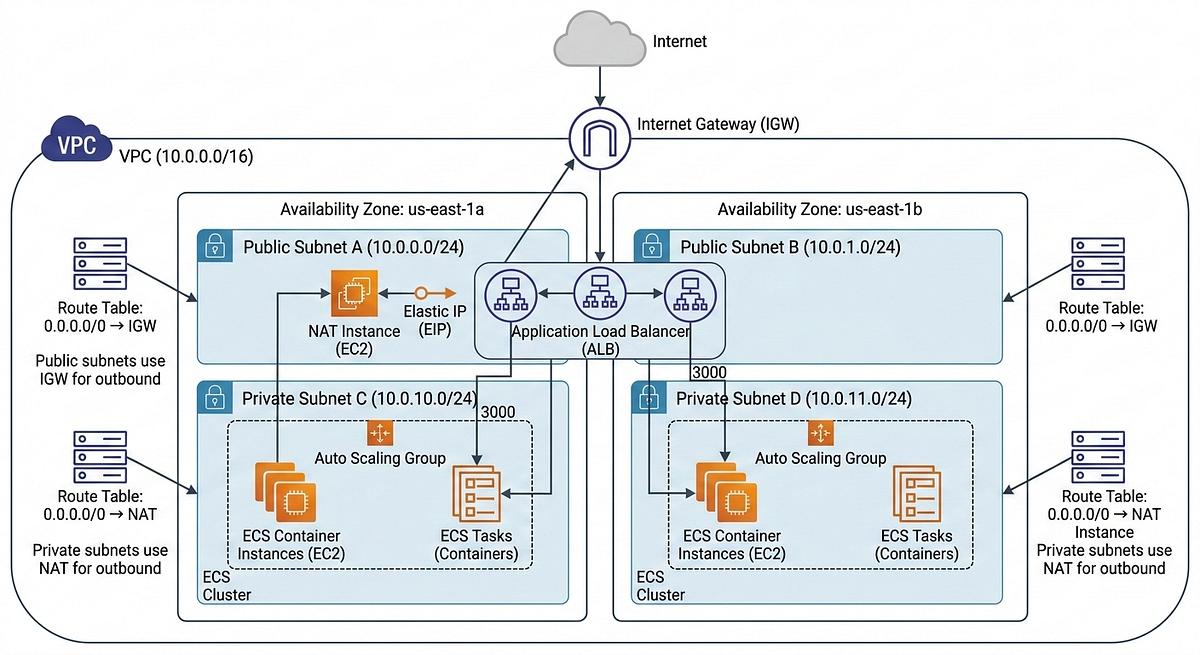 Internet
Internet Gateway (IGW)
VPC
VPC (10.0.0.0/16)
Availability Zone: us-east-1a
Availability Zone: us-east-1b
Public Subnet A (10.0.0.0/24)
Public Subnet B (10.0.1.0/24)
Route Table:
0.0.0.0/0 → IGW
Public subnets use
IGW for outbound
NAT Instance
(EC2)
Elastic IP
(EIP)
Application Load Balancer
(ALB)
Route Table:
0.0.0.0/0 → IGW
Private Subnet C (10.0.10.0/24)
3000
3000
Private Subnet D (10.0.11.0/24)
Auto Scaling Group
Auto Scaling Group
Route Table:
0.0.0.0/0 → NAT
Private subnets use
NAT for outbound
ECS Container
Instances (EC2)
ECS Tasks
(Containers)
ECS
Cluster
ECS Container
Instances (EC2)
ECS Tasks
(Containers)
ECS
Cluster
Route Table:
0.0.0.0/0 → NAT
Instance
Private subnets use
NAT for outbound